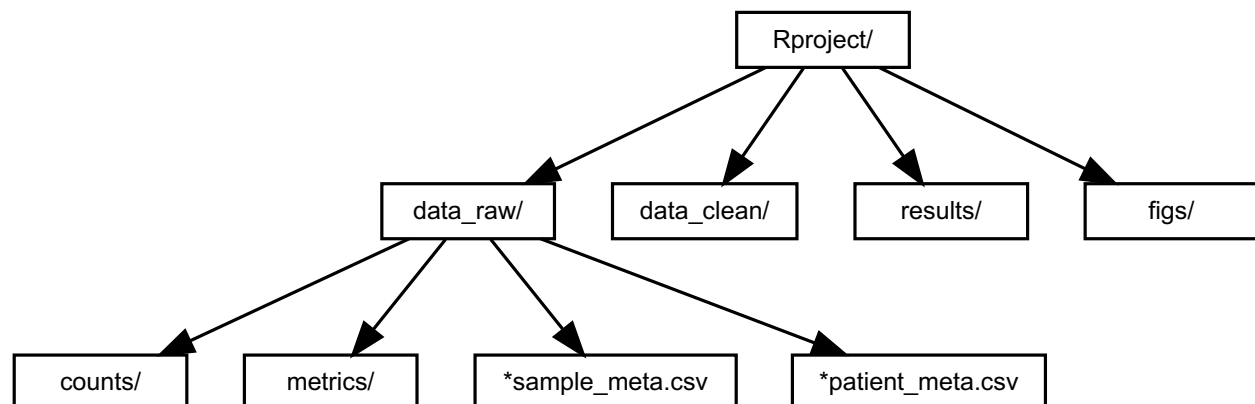 Rproject/
data_raw/
data_clean/
results/
figs/
counts/
metrics/
*sample_meta.csv
*patient_meta.csv